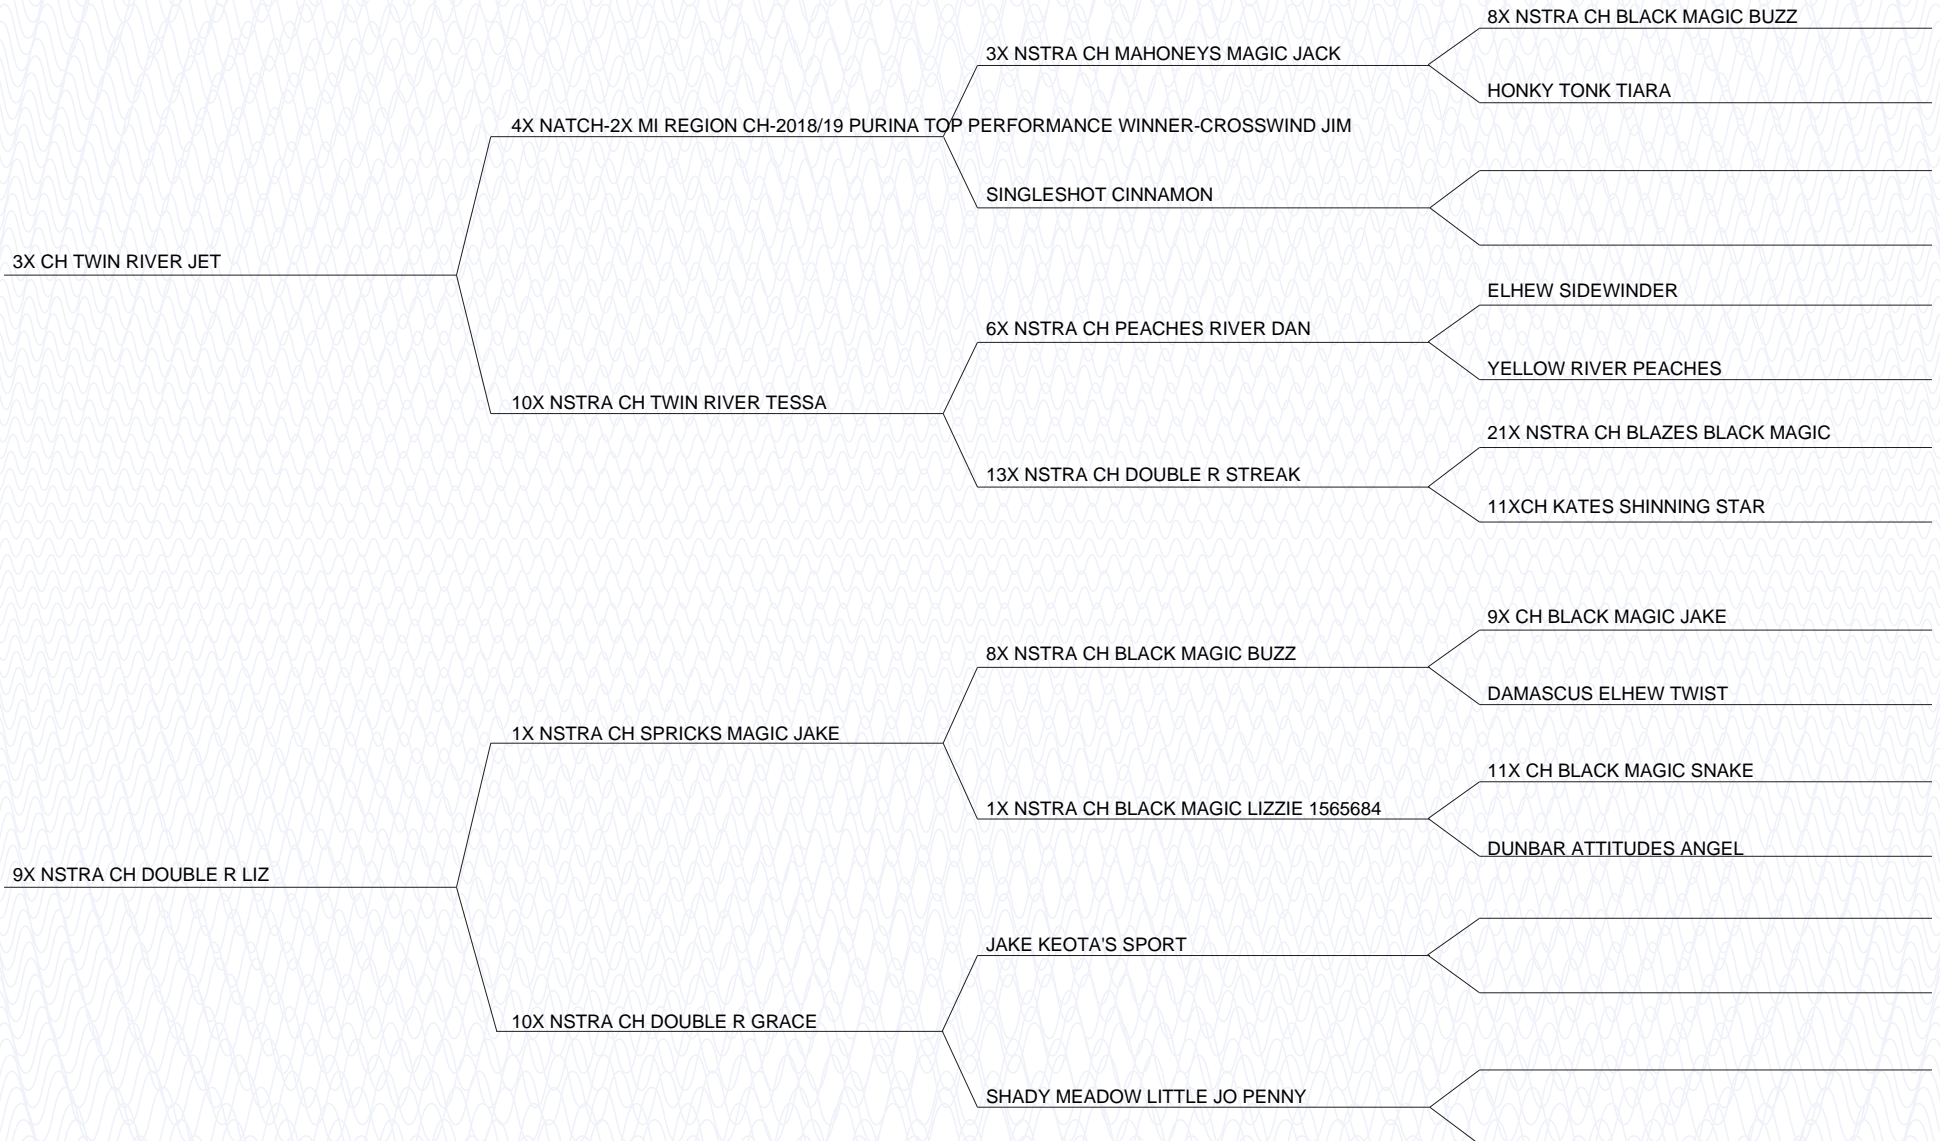 8X NSTRA CH BLACK MAGIC BUZZ
3X NSTRA CH MAHONEYS MAGIC JACK
HONKY TONK TIARA
4X NATCH-2X MI REGION CH-2018/19 PURINA TOP PERFORMANCE WINNER-CROSSWIND JIM
SINGLESHOT CINNAMON
3X CH TWIN RIVER JET
ELHEW SIDEWINDER
6X NSTRA CH PEACHES RIVER DAN
YELLOW RIVER PEACHES
10X NSTRA CH TWIN RIVER TESSA
21X NSTRA CH BLAZES BLACK MAGIC
13X NSTRA CH DOUBLE R STREAK
11XCH KATES SHINNING STAR
9X CH BLACK MAGIC JAKE
8X NSTRA CH BLACK MAGIC BUZZ
DAMASCUS ELHEW TWIST
1X NSTRA CH SPRICKS MAGIC JAKE
11X CH BLACK MAGIC SNAKE
1X NSTRA CH BLACK MAGIC LIZZIE 1565684
DUNBAR ATTITUDES ANGEL
9X NSTRA CH DOUBLE R LIZ
JAKE KEOTA'S SPORT
10X NSTRA CH DOUBLE R GRACE
SHADY MEADOW LITTLE JO PENNY